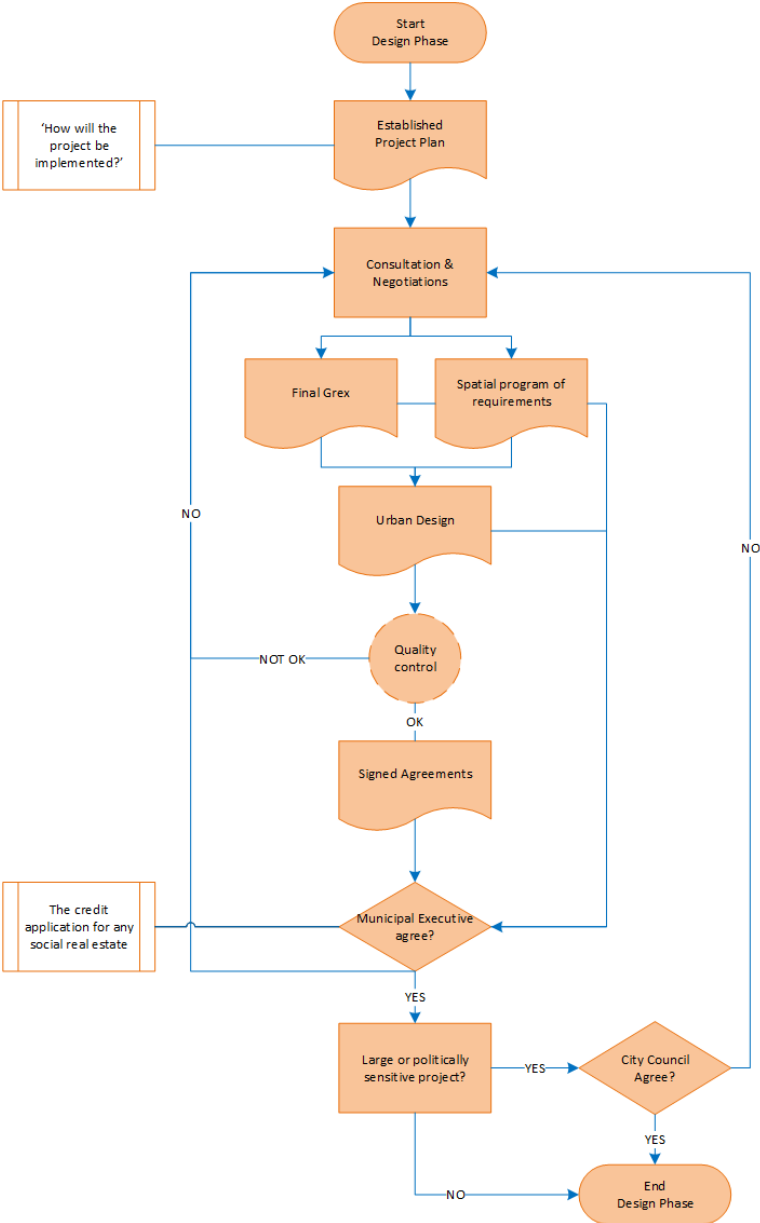 Start
Design Phase
‘How will the
project be
implemented?’
Established
Project Plan
Consultation &
Negotiations
Final Grex
Spatial program of
requirements
NO
Urban Design
NO
NOT OK
Quality
control
OK
Signed Agreements
The credit
application for any
social real estate
Municipal Executive
agree?
YES
Large or politically
sensitive project?
YES
City Council
Agree?
YES
NO
End
Design Phase